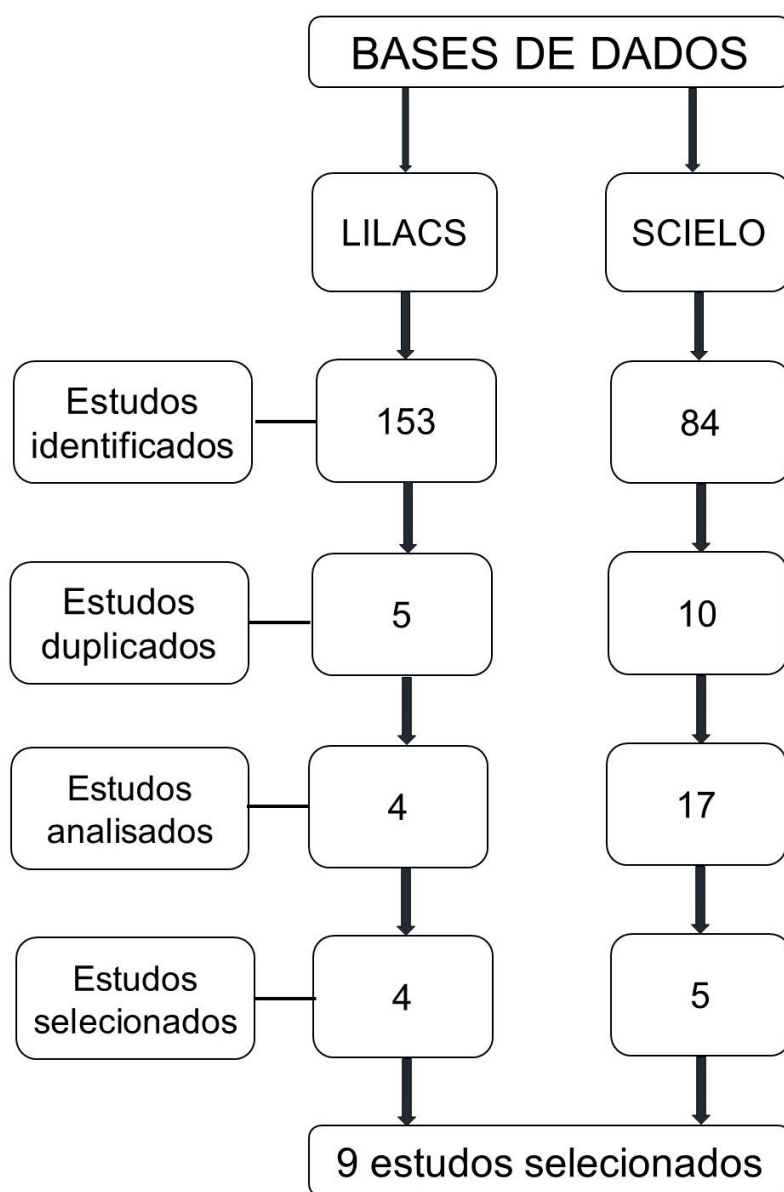 BASES DE DADOS
LILACS
SCIELO
Estudos
identificados
153
84
Estudos
duplicados
5
10
Estudos
analisados
4
17
Estudos
selecionados
4
5
9 estudos selecionados